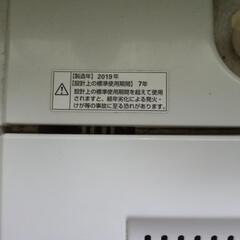 【製造年】2019年
【設計上の標準使用期間】7年
設計上の標準使用期間を超えて使用
されますと、経年劣化による発火・
けが等の事故に至る恐れがあります。